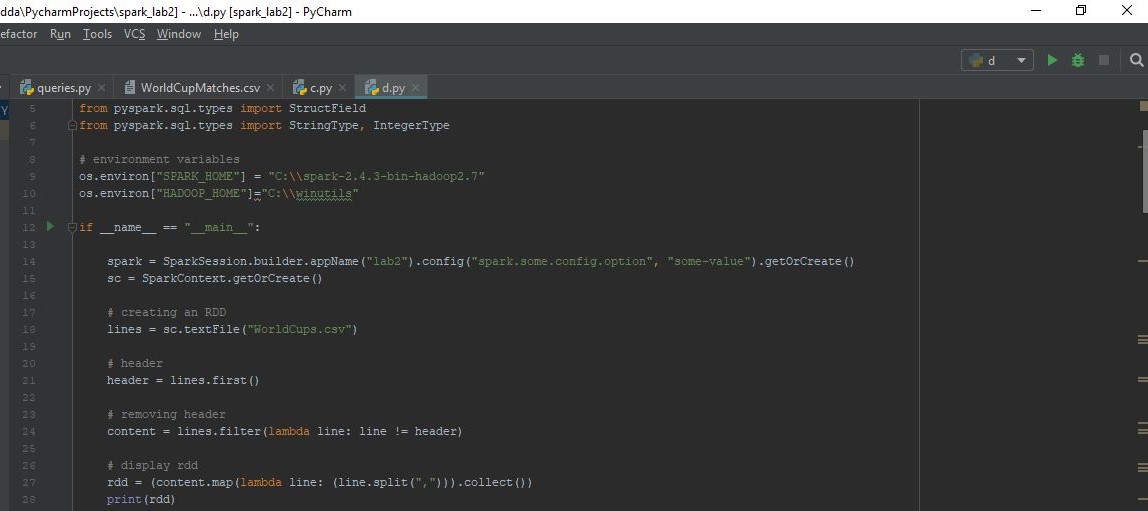 dda\PycharmProjects\spark_lab2] - ...\d.py [spark_lab2] - PyCharm
efactor Run Tools VCS Window Help
d
queries.py WorldCupMatches.csv c.py d.py
Y
5 from pyspark.sql.types import StructField
6 from pyspark.sql.types import StringType, IntegerType
7
8 # environment variables
9 os.environ["SPARK_HOME"] = "C:\\spark-2.4.3-bin-hadoop2.7"
10 os.environ["HADOOP_HOME"]="C:\\winutils"
11
12 if __name__ == "__main__":
13
14 spark = SparkSession.builder.appName("lab2").config("spark.some.config.option", "some-value").getOrCreate()
15 sc = SparkContext.getOrCreate()
16
17 # creating an RDD
18 lines = sc.textFile("WorldCups.csv")
19
20 # header
21 header = lines.first()
22
23 # removing header
24 content = lines.filter(lambda line: line != header)
25
26 # display rdd
27 rdd = (content.map(lambda line: (line.split(","))).collect())
28 print(rdd)